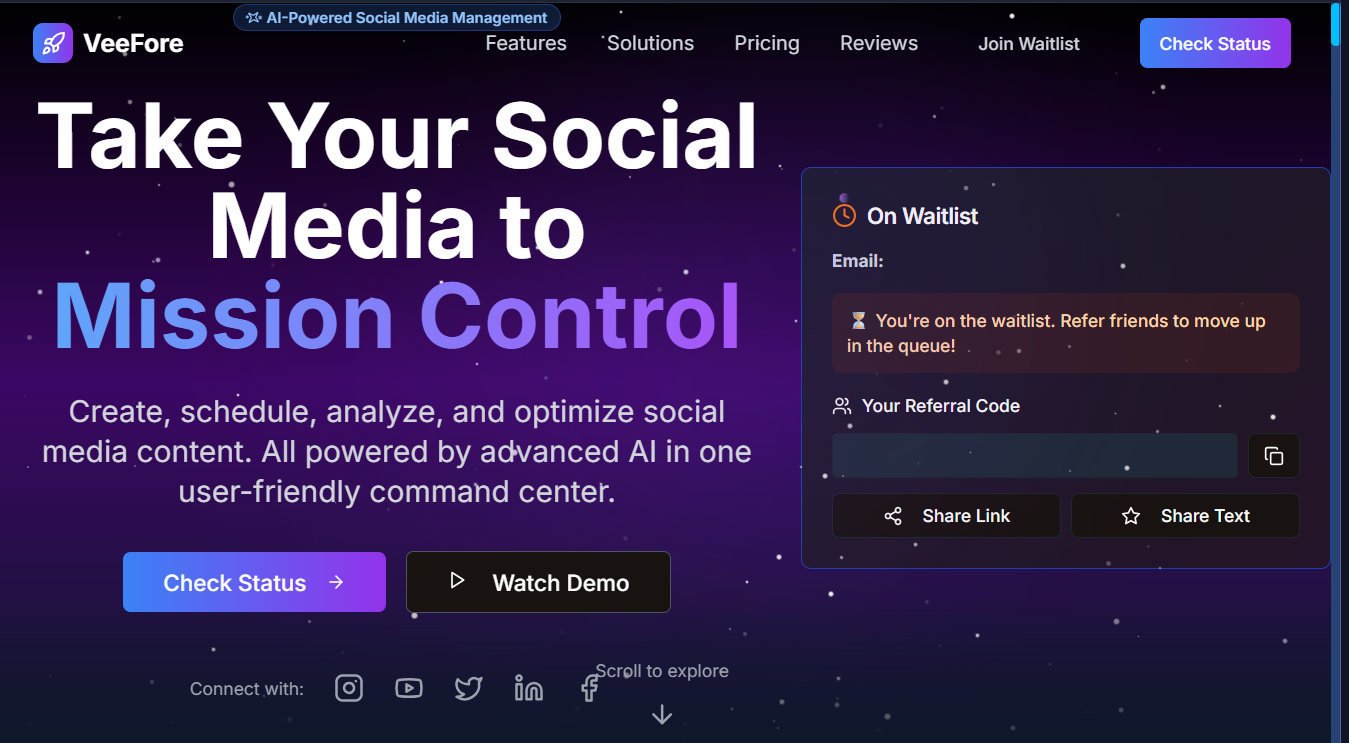 AI-Powered Social Media Management
VeeFore
Features
Solutions
Pricing
Reviews
Join Waitlist
Check Status
Take Your Social
Media to
Mission Control
Create, schedule, analyze, and optimize social
media content. All powered by advanced AI in one
user-friendly command center.
Check Status
Watch Demo
Connect with:
Scroll to explore
On Waitlist
Email:
⏳ You're on the waitlist. Refer friends to move up
in the queue!
Your Referral Code
Share Link
Share Text